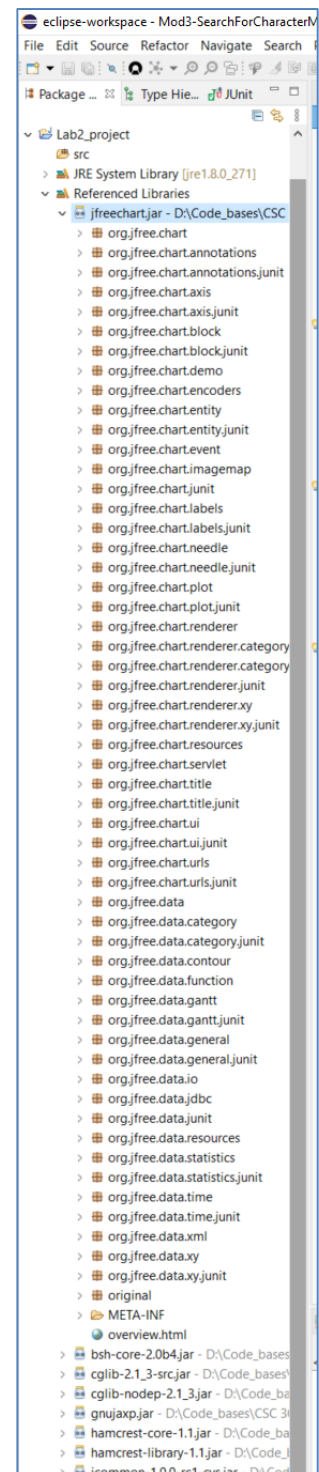 eclipse-workspace - Mod3-SearchForCharacterM
File Edit Source Refactor Navigate Search
Package ... Type Hie... JUnit
Lab2_project
src
JRE System Library [jre1.8.0_271]
Referenced Libraries
jfreechart.jar - D:\Code_bases\CSC
org.jfree.chart
org.jfree.chart.annotations
org.jfree.chart.annotations.junit
org.jfree.chart.axis
org.jfree.chart.axis.junit
org.jfree.chart.block
org.jfree.chart.block.junit
org.jfree.chart.demo
org.jfree.chart.encoders
org.jfree.chart.entity
org.jfree.chart.entity.junit
org.jfree.chart.event
org.jfree.chart.imagemap
org.jfree.chart.junit
org.jfree.chart.labels
org.jfree.chart.labels.junit
org.jfree.chart.needle
org.jfree.chart.needle.junit
org.jfree.chart.plot
org.jfree.chart.plot.junit
org.jfree.chart.renderer
org.jfree.chart.renderer.category
org.jfree.chart.renderer.category
org.jfree.chart.renderer.junit
org.jfree.chart.renderer.xy
org.jfree.chart.renderer.xy.junit
org.jfree.chart.resources
org.jfree.chart.servlet
org.jfree.chart.title
org.jfree.chart.title.junit
org.jfree.chart.ui
org.jfree.chart.ui.junit
org.jfree.chart.urls
org.jfree.chart.urls.junit
org.jfree.data
org.jfree.data.category
org.jfree.data.category.junit
org.jfree.data.contour
org.jfree.data.function
org.jfree.data.gantt
org.jfree.data.gantt.junit
org.jfree.data.general
org.jfree.data.general.junit
org.jfree.data.io
org.jfree.data.jdbc
org.jfree.data.junit
org.jfree.data.resources
org.jfree.data.statistics
org.jfree.data.statistics.junit
org.jfree.data.time
org.jfree.data.time.junit
org.jfree.data.xml
org.jfree.data.xy
org.jfree.data.xy.junit
original
META-INF
overview.html
bsh-core-2.0b4.jar - D:\Code_bases
cglib-2.1_3-src.jar - D:\Code_bases\
cglib-nodep-2.1_3.jar - D:\Code_ba
gnujaxp.jar - D:\Code_bases\CSC 3
hamcrest-core-1.1.jar - D:\Code_ba
hamcrest-library-1.1.jar - D:\Code_